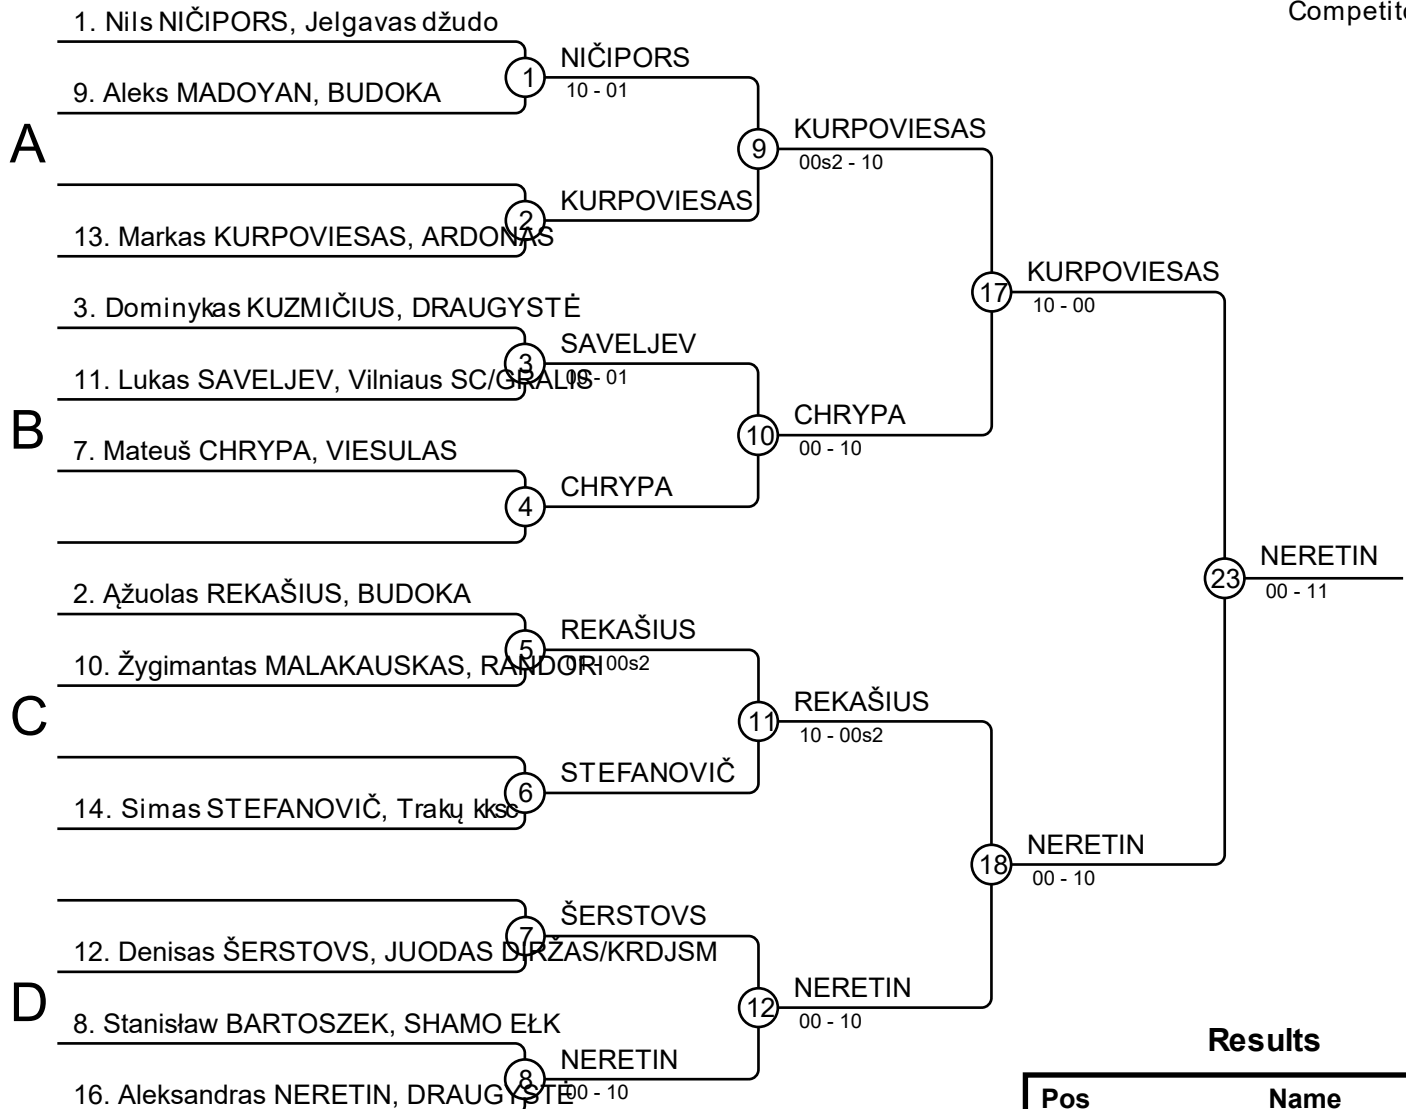 Competit
1. Nils NIČIPORS, Jelgavas džudo
NIČIPORS
1
10 - 01
9. Aleks MADOYAN, BUDOKA
A
KURPOVIESAS
9
00s2 - 10
KURPOVIESAS
2
13. Markas KURPOVIESAS, ARDONAS
KURPOVIESAS
17
10 - 00
3. Dominykas KUZMIČIUS, DRAUGYSTĖ
SAVELJEV
3
11. Lukas SAVELJEV, Vilniaus SC/GRALIS
00 - 01
B
CHRYPA
10
00 - 10
7. Mateuš CHRYPA, VIESULAS
CHRYPA
4
NERETIN
23
00 - 11
2. Ąžuolas REKAŠIUS, BUDOKA
REKAŠIUS
5
10. Žygimantas MALAKAUSKAS, RANDORI
01 - 00s2
C
REKAŠIUS
11
10 - 00s2
STEFANOVIČ
6
14. Simas STEFANOVIČ, Trakų kksc
NERETIN
18
00 - 10
ŠERSTOVS
7
12. Denisas ŠERSTOVS, JUODAS DIRŽAS/KRDJSM
D
NERETIN
12
00 - 10
8. Stanisław BARTOSZEK, SHAMO EŁK
NERETIN
8
16. Aleksandras NERETIN, DRAUGYSTĖ
00 - 10
Results
Pos Name